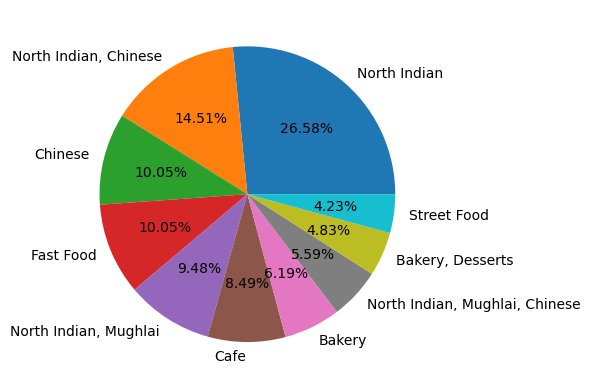 North Indian, Chinese
North Indian
14.51%
26.58%
Chinese
10.05%
Fast Food
10.05%
4.23%
Street Food
4.83%
Bakery, Desserts
9.48%
8.49%
6.19%
5.59%
North Indian, Mughlai, Chinese
North Indian, Mughlai
Cafe
Bakery